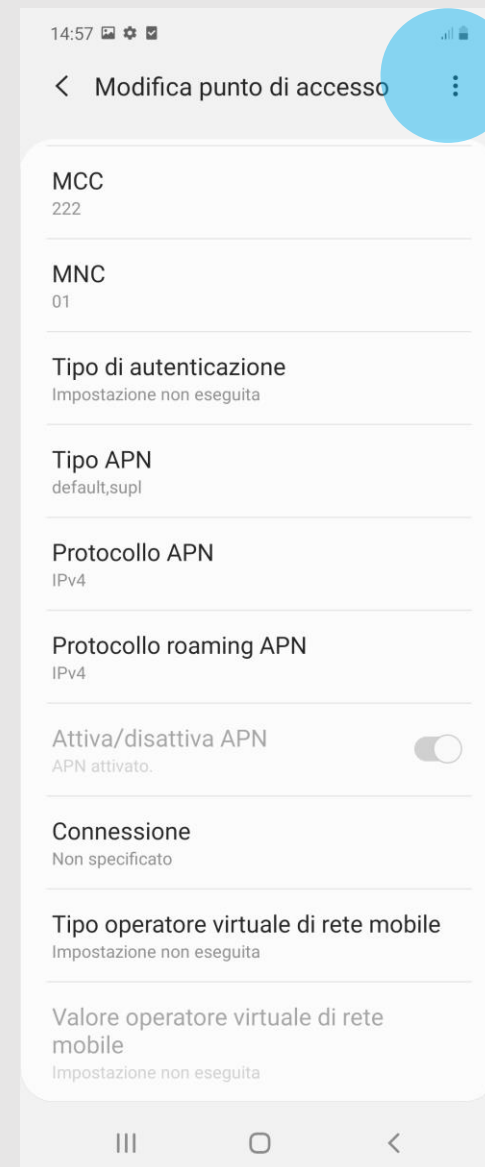 14:57
Modifica punto di accesso
MCC
222
MNC
01
Tipo di autenticazione
Impostazione non eseguita
Tipo APN
default,supl
Protocollo APN
IPv4
Protocollo roaming APN
IPv4
Attiva/disattiva APN
APN attivato.
Connessione
Non specificato
Tipo operatore virtuale di rete mobile
Impostazione non eseguita
Valore operatore virtuale di rete
mobile
Impostazione non eseguita